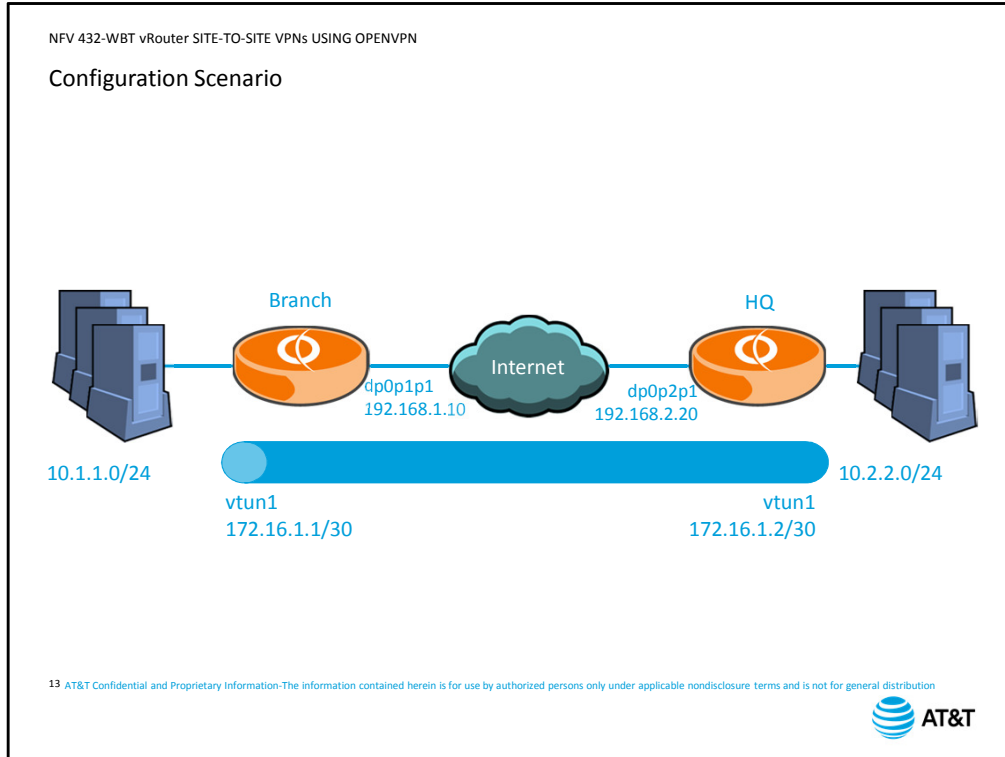 NFV 432-WBT vRouter SITE-TO-SITE VPNs USING OPENVPN
Configuration Scenario
Branch
HQ
Internet
dp0p1p1
192.168.1.10
dp0p2p1
192.168.2.20
10.1.1.0/24
10.2.2.0/24
vtun1
172.16.1.1/30
vtun1
172.16.1.2/30
13 AT&T Confidential and Proprietary Information-The information contained herein is for use by authorized persons only under applicable nondisclosure terms and is not for general distribution
AT&T